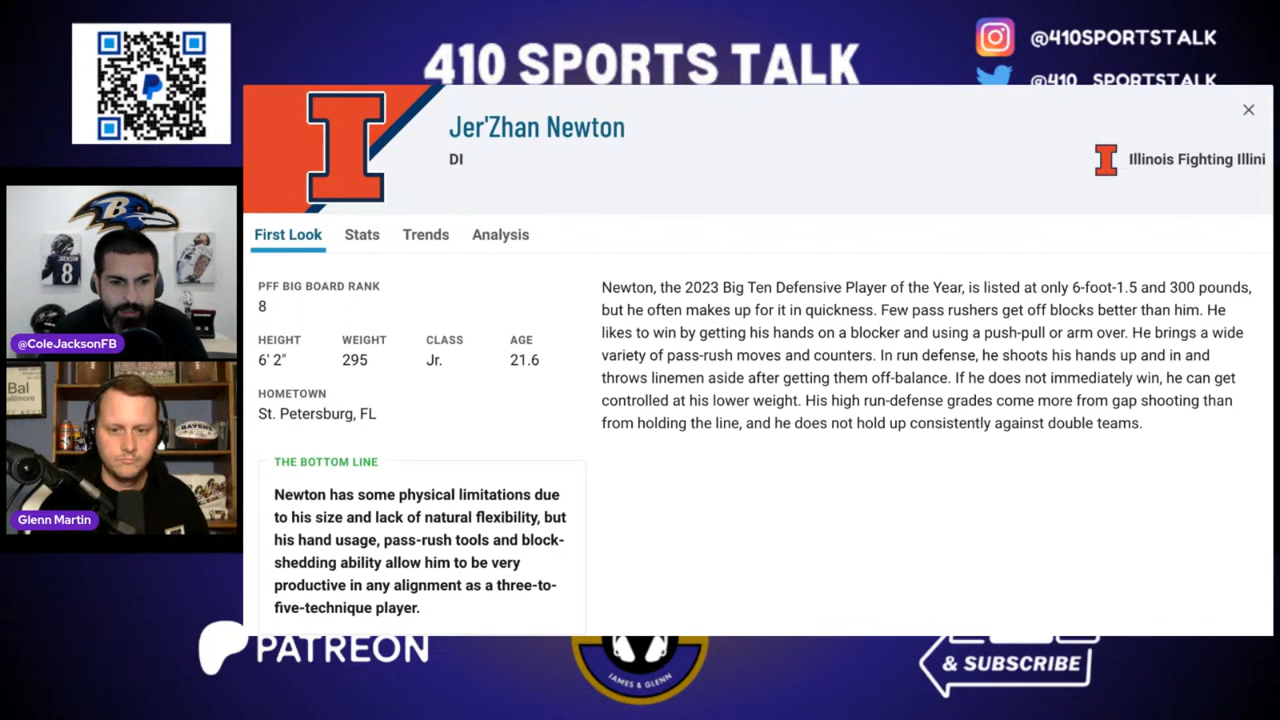 410 SPORTS TALK
@410SPORTSTALK
@410_SPORTSTALK
Jer'Zhan Newton
DI
Illinois Fighting Illini
First Look Stats Trends Analysis
PFF BIG BOARD RANK
8
HEIGHT WEIGHT CLASS AGE
6' 2" 295 Jr. 21.6
HOMETOWN
St. Petersburg, FL
THE BOTTOM LINE
Newton has some physical limitations due
to his size and lack of natural flexibility, but
his hand usage, pass-rush tools and block-
shedding ability allow him to be very
productive in any alignment as a three-to-
five-technique player.
Newton, the 2023 Big Ten Defensive Player of the Year, is listed at only 6-foot-1.5 and 300 pounds,
but he often makes up for it in quickness. Few pass rushers get off blocks better than him. He
likes to win by getting his hands on a blocker and using a push-pull or arm over. He brings a wide
variety of pass-rush moves and counters. In run defense, he shoots his hands up and in and
throws linemen aside after getting them off-balance. If he does not immediately win, he can get
controlled at his lower weight. His high run-defense grades come more from gap shooting than
from holding the line, and he does not hold up consistently against double teams.
B
JACKSON
8
@ColeJacksonFB
Bal
RAVENS
Glenn Martin
PATREON
JAMES & GLENN
& SUBSCRIBE